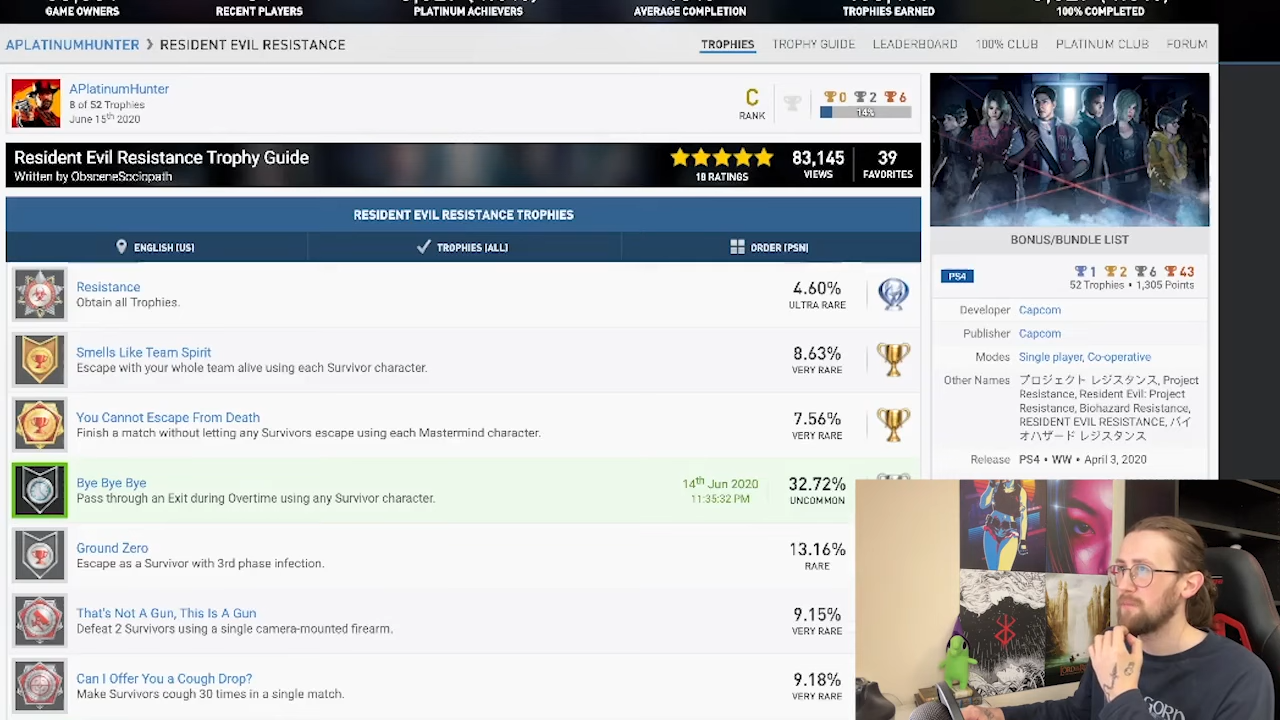 GAME OWNERS
RECENT PLAYERS
PLATINUM ACHIEVERS
AVERAGE COMPLETION
TROPHIES EARNED
100% COMPLETED
APLATINUMHUNTER > RESIDENT EVIL RESISTANCE
TROPHIES
TROPHY GUIDE
LEADERBOARD
100% CLUB
PLATINUM CLUB
FORUM
APlatinumHunter
8 of 52 Trophies
June 15th 2020
C
RANK
0 2 6
14%
Resident Evil Resistance Trophy Guide
Written by ObsceneSociopath
18 RATINGS
83,145
VIEWS
39
FAVORITES
RESIDENT EVIL RESISTANCE TROPHIES
ENGLISH (US)
TROPHIES (ALL)
ORDER (PSN)
Resistance
Obtain all Trophies.
4.60%
ULTRA RARE
Smells Like Team Spirit
Escape with your whole team alive using each Survivor character.
8.63%
VERY RARE
You Cannot Escape From Death
Finish a match without letting any Survivors escape using each Mastermind character.
7.56%
VERY RARE
Bye Bye Bye
Pass through an Exit during Overtime using any Survivor character.
14th Jun 2020
11:35:32 PM
32.72%
UNCOMMON
Ground Zero
Escape as a Survivor with 3rd phase infection.
13.16%
RARE
That's Not A Gun, This Is A Gun
Defeat 2 Survivors using a single camera-mounted firearm.
9.15%
VERY RARE
Can I Offer You a Cough Drop?
Make Survivors cough 30 times in a single match.
9.18%
VERY RARE
BONUS/BUNDLE LIST
PS4
1 2 6 43
52 Trophies • 1,305 Points
Developer Capcom
Publisher Capcom
Modes Single player, Co-operative
Other Names プロジェクト レジスタンス, Project
Resistance, Resident Evil: Project
Resistance, Biohazard Resistance,
RESIDENT EVIL RESISTANCE, バイ
オハザード レジスタンス
Release PS4 • WW • April 3, 2020